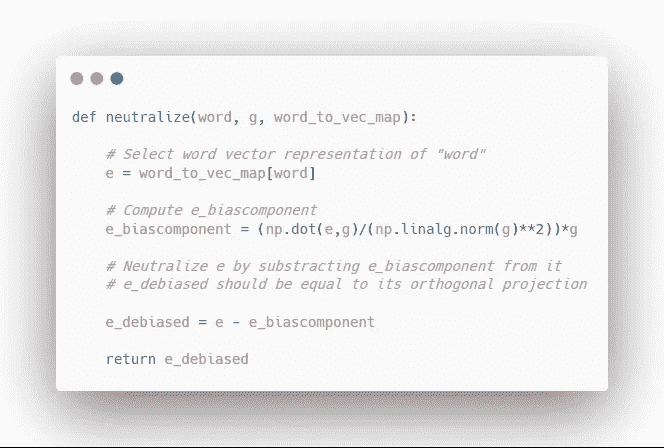 def neutralize(word, g, word_to_vec_map):
# Select word vector representation of "word"
e = word_to_vec_map[word]
# Compute e_biascomponent
e_biascomponent = (np.dot(e,g)/(np.linalg.norm(g)**2))*g
# Neutralize e by substracting e_biascomponent from it
# e_debiased should be equal to its orthogonal projection
e_debiased = e - e_biascomponent
return e_debiased